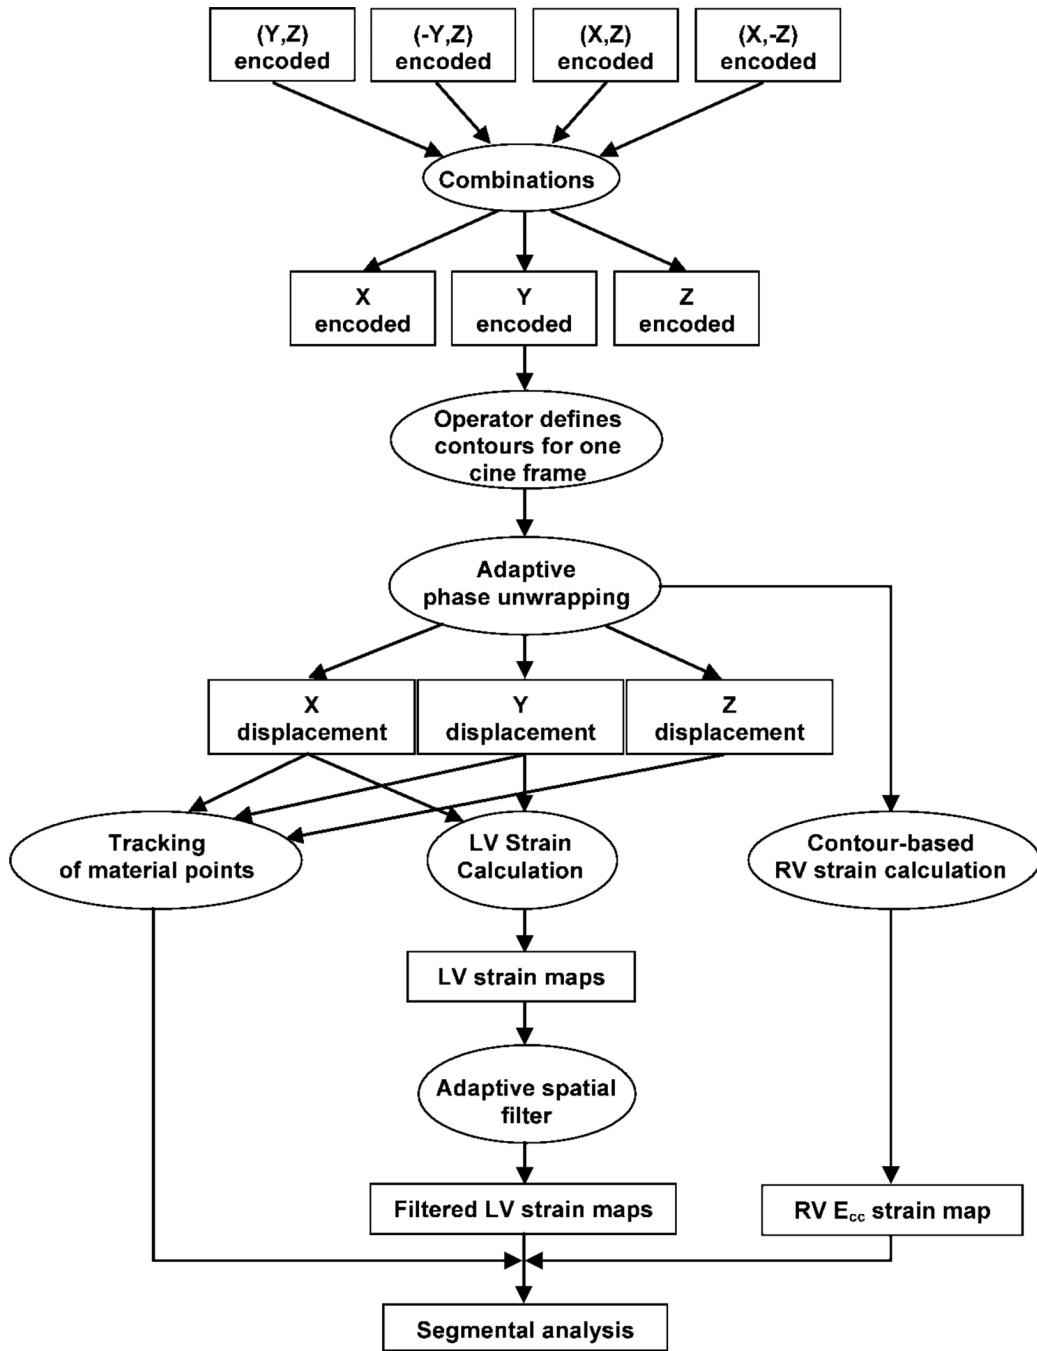 (Y,Z)
encoded
(-Y,Z)
encoded
(X,Z)
encoded
(X,-Z)
encoded
Combinations
X
encoded
Y
encoded
Z
encoded
Operator defines
contours for one
cine frame
Adaptive
phase unwrapping
X
displacement
Y
displacement
Z
displacement
Tracking
of material points
LV Strain
Calculation
Contour-based
RV strain calculation
LV strain maps
Adaptive spatial
filter
Filtered LV strain maps
RV Ecc strain map
Segmental analysis